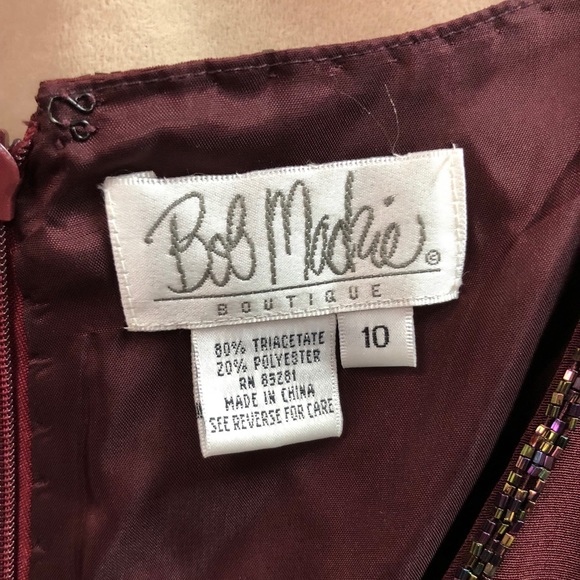 Bob Mackie ©
BOUTIQUE
80% TRIACETATE
20% POLYESTER
RN 85281
MADE IN CHINA
SEE REVERSE FOR CARE
10